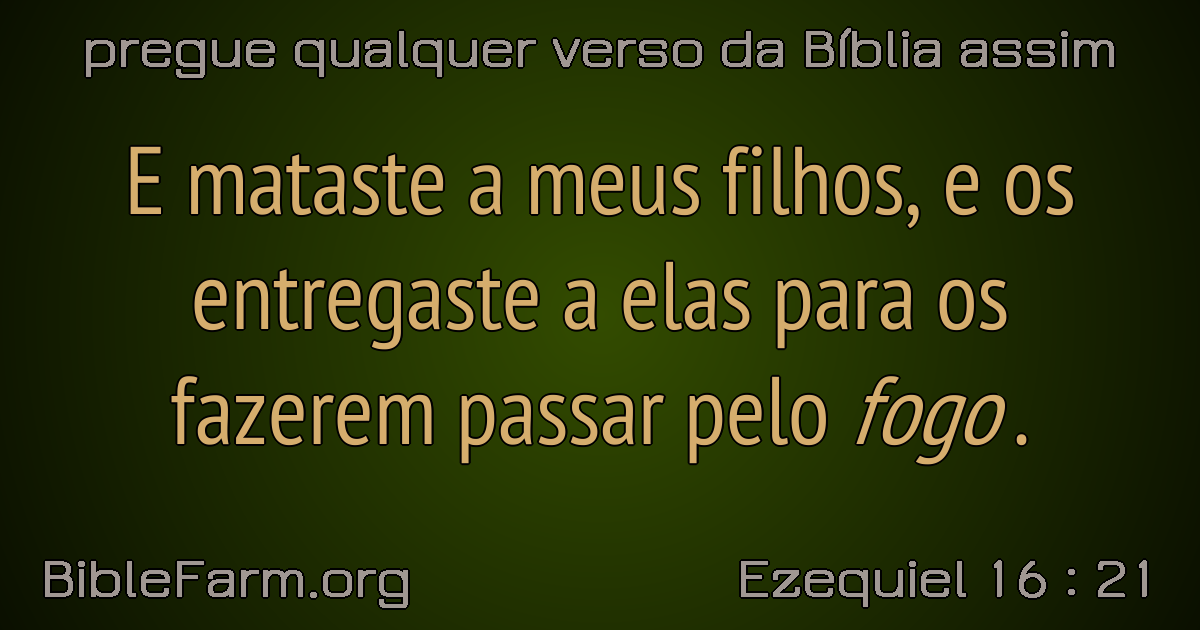 pregue qualquer verso da Bíblia assim
E mataste a meus filhos, e os
entregaste a elas para os
fazerem passar pelo fogo .
BibleFarm.org
Ezequiel 16 : 21